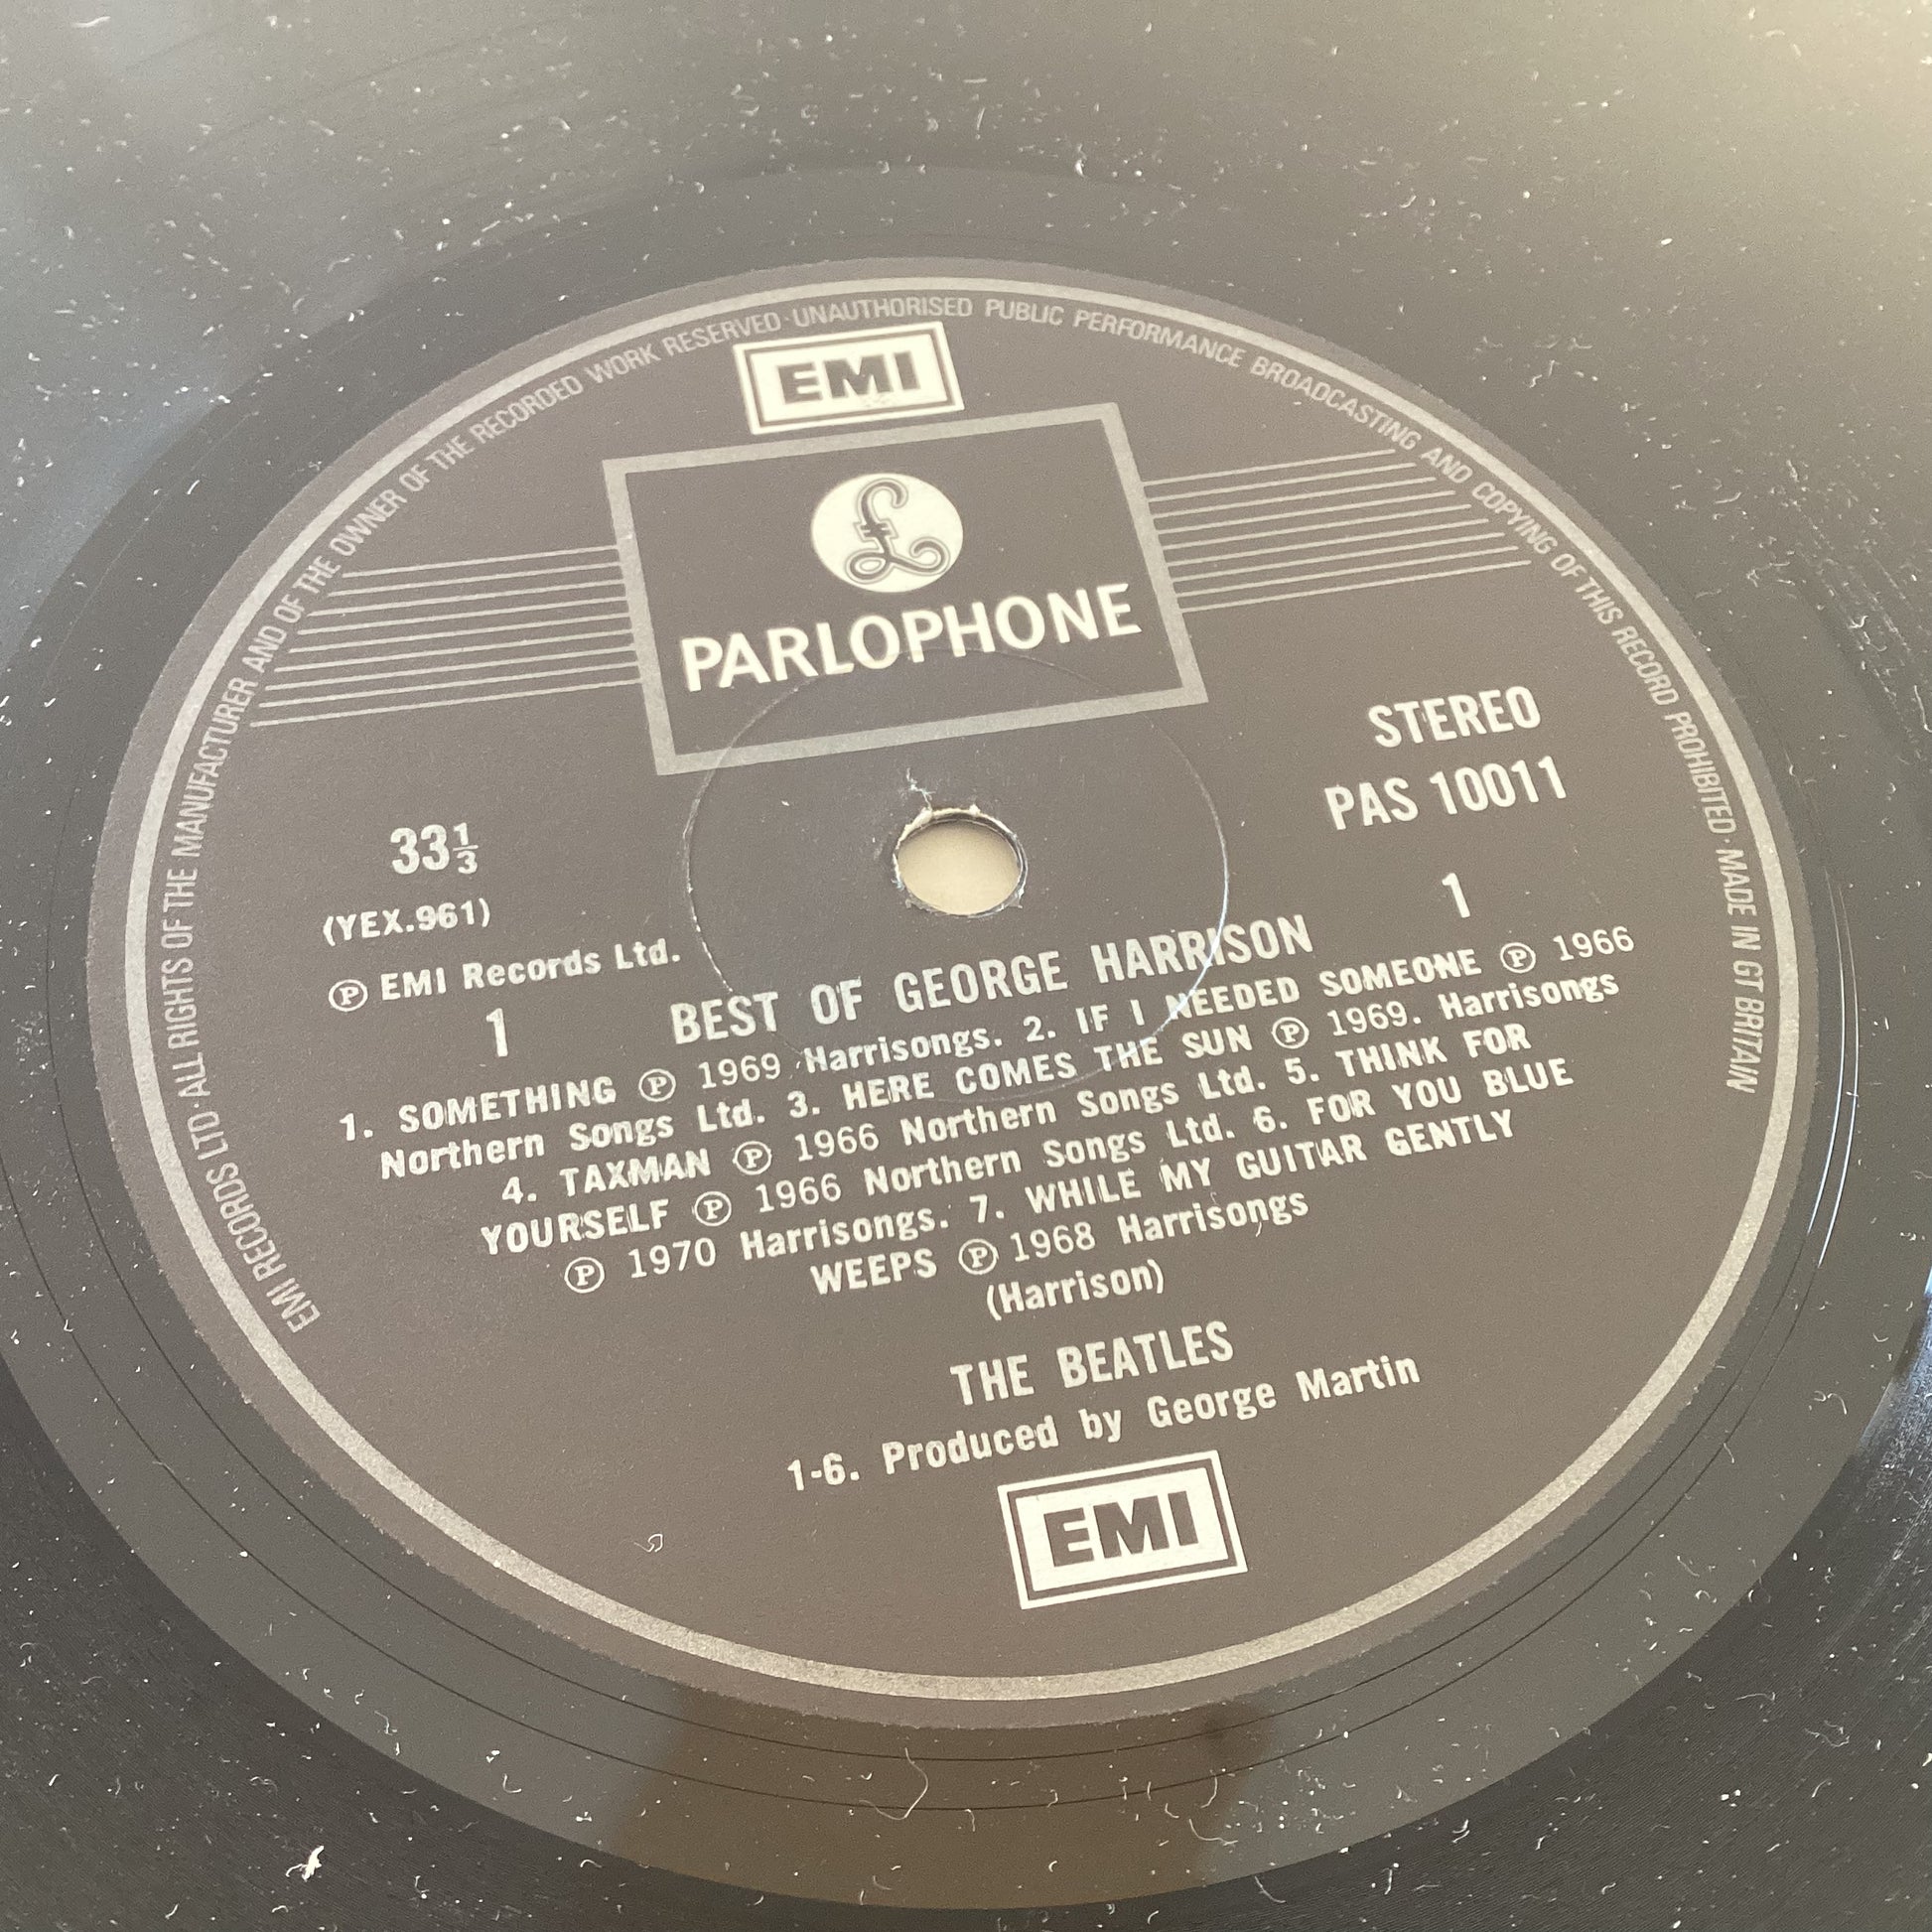 EMI RECORDS LTD·ALL RIGHTS OF THE MANUFACTURER AND OF THE OWNER OF THE RECORDED WORK RESERVED·UNAUTHORISED PUBLIC PERFORMANCE BROADCASTING AND COPYING OF THIS RECORD PROHIBITED·MADE IN GT BRITAIN
EMI
£
PARLOPHONE
STEREO
PAS 10011
1
33⅓
(YEX.961)
Ⓟ EMI Records Ltd.
1
BEST OF GEORGE HARRISON
1. SOMETHING Ⓟ 1969 Harrisongs. 2. IF I NEEDED SOMEONE Ⓟ 1966
Northern Songs Ltd. 3. HERE COMES THE SUN Ⓟ 1969. Harrisongs
4. TAXMAN Ⓟ 1966 Northern Songs Ltd. 5. THINK FOR
YOURSELF Ⓟ 1966 Northern Songs Ltd. 6. FOR YOU BLUE
Ⓟ 1970 Harrisongs. 7. WHILE MY GUITAR GENTLY
WEEPS Ⓟ 1968 Harrisongs
(Harrison)
THE BEATLES
1-6. Produced by George Martin
EMI